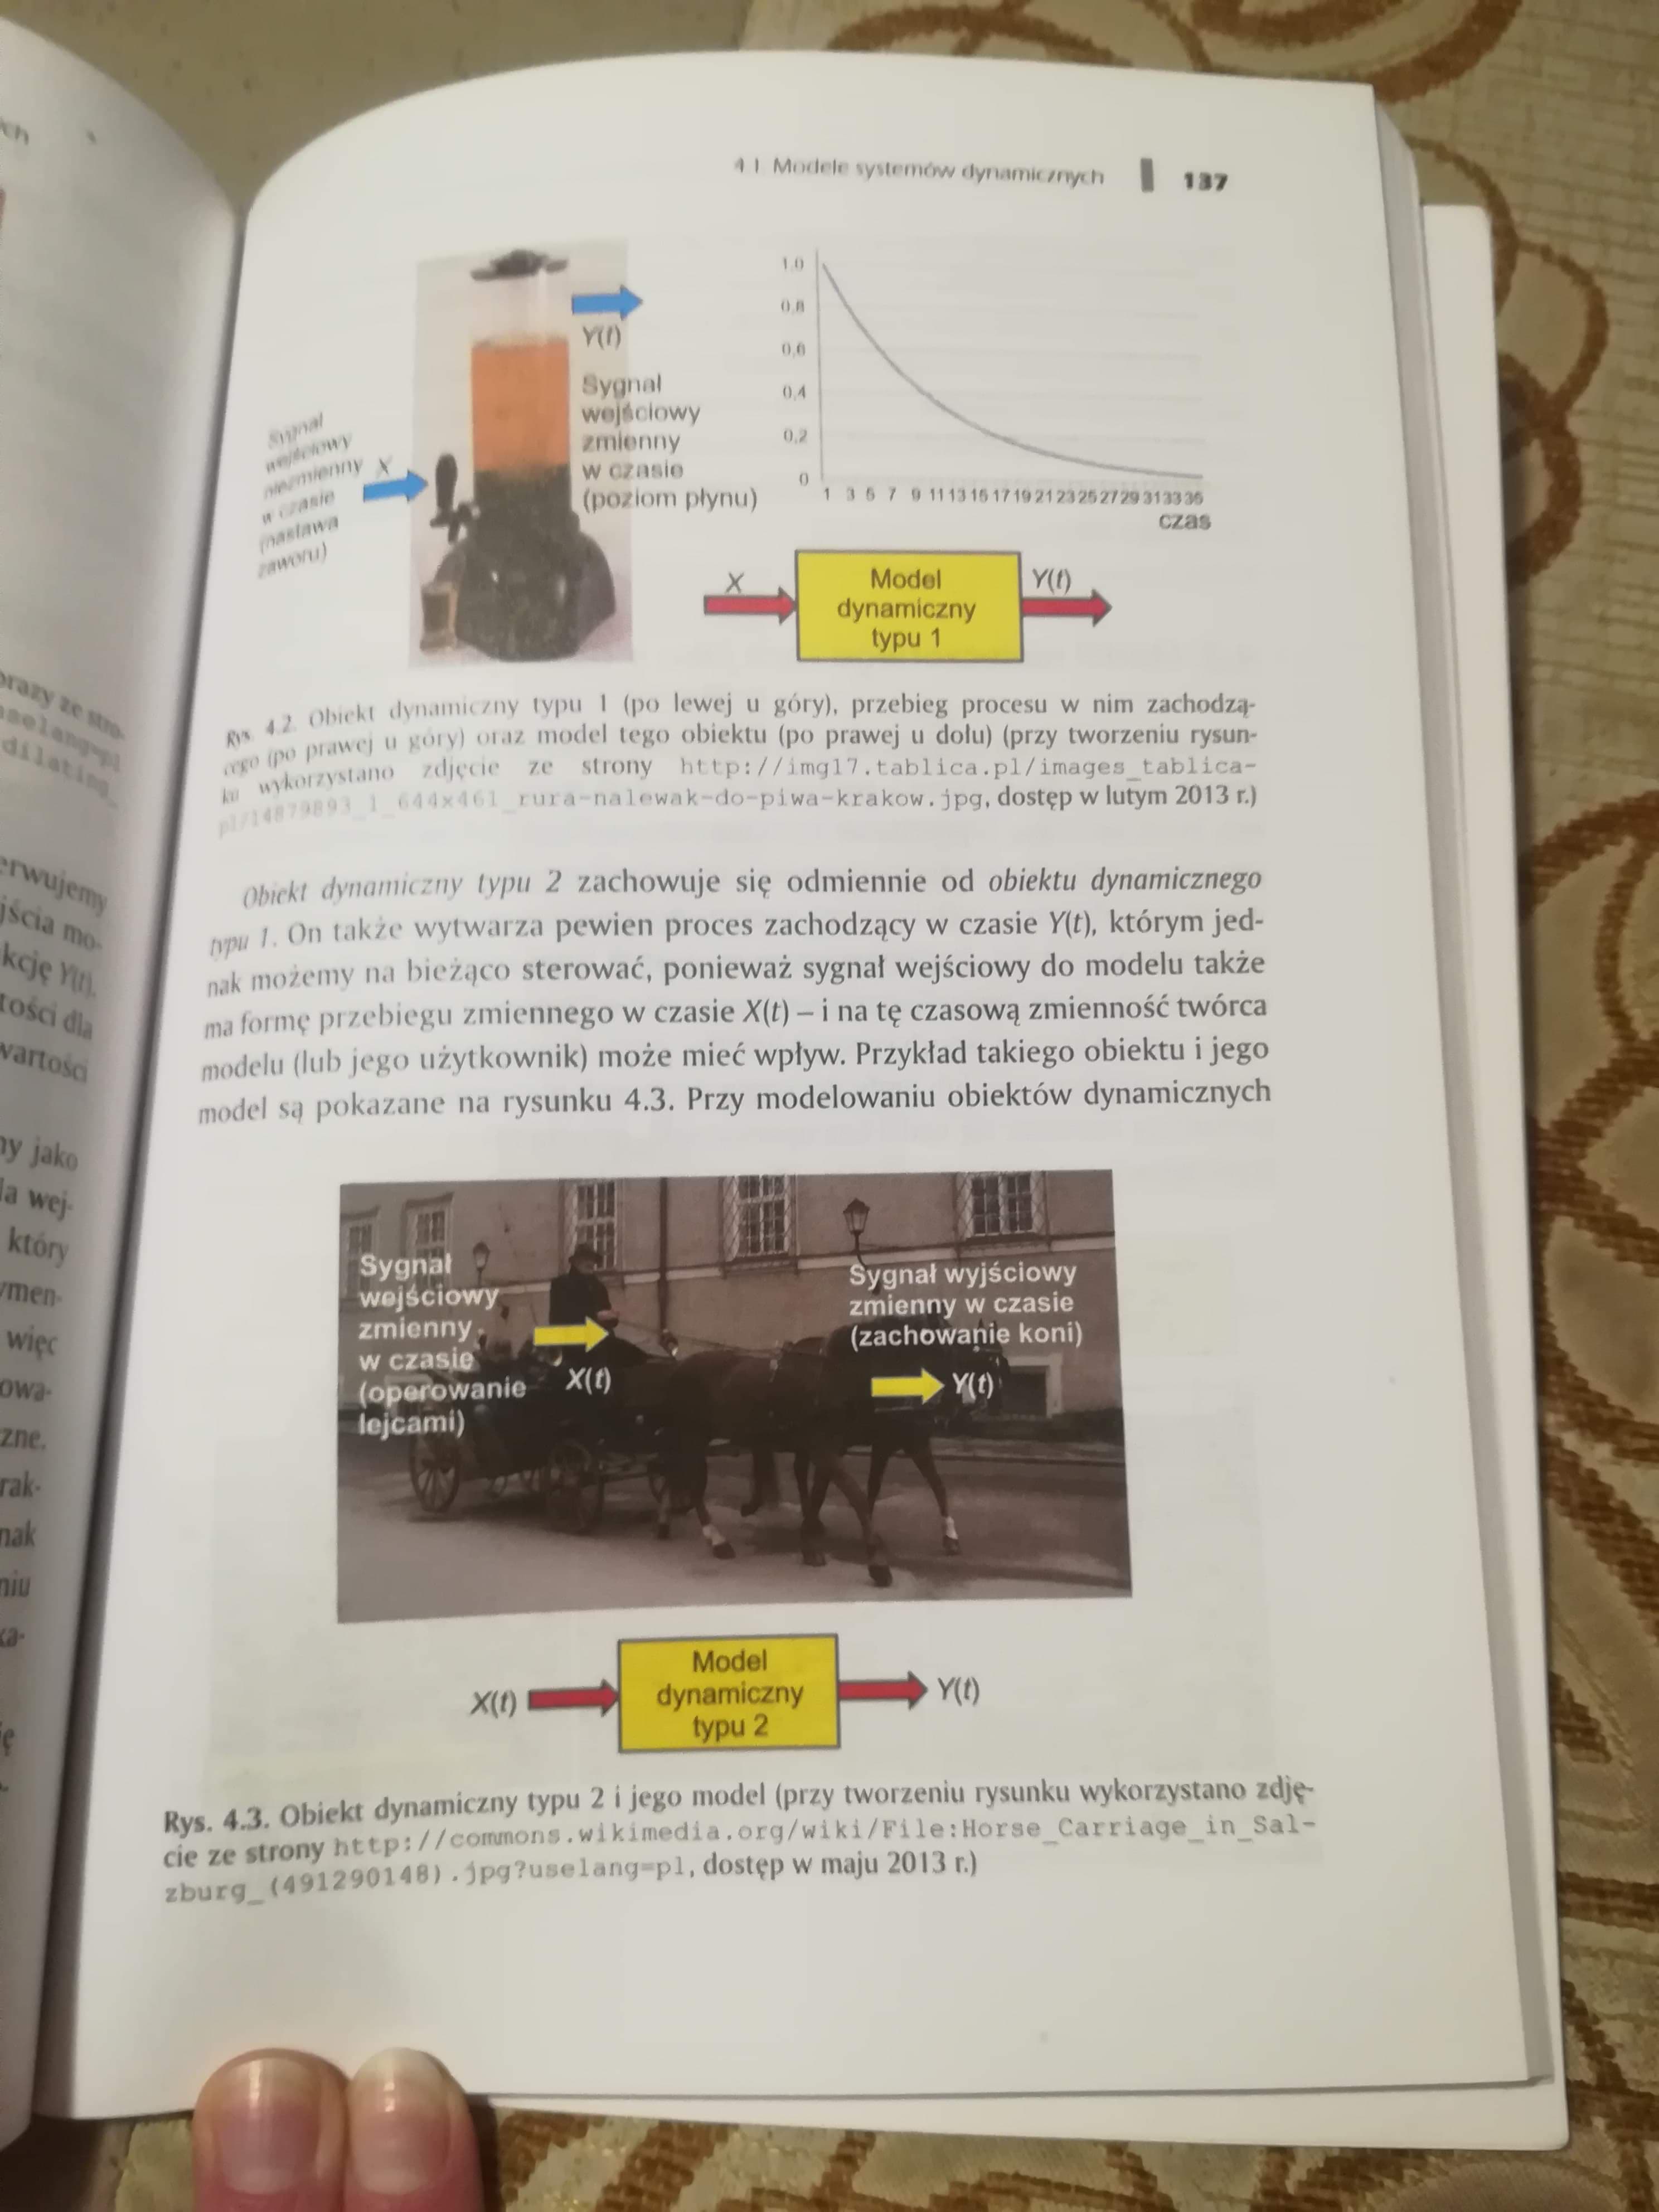 4.1. Modele systemów dynamicznych 137
Sygnał
wejściowy
niezmienny
w czasie
(nastawa
zaworu)
X
Y(t)
Sygnał
wejściowy
zmienny
w czasie
(poziom płynu)
1.0
0,8
0,6
0,4
0,2
0
1 3 5 7 9 11 13 15 17 19 21 23 25 27 29 31 33 35
czas
X
Model
dynamiczny
typu 1
Y(t)
Rys. 4.2. Obiekt dynamiczny typu 1 (po lewej u góry), przebieg procesu w nim zachodzą-
cego (po prawej u góry) oraz model tego obiektu (po prawej u dołu) (przy tworzeniu rysun-
ku wykorzystano zdjęcie ze strony http://img17.tablica.pl/images_tablica-
pl/14879893_1_644x461_rura-nalewak-do-piwa-krakow.jpg, dostęp w lutym 2013 r.)
Obiekt dynamiczny typu 2 zachowuje się odmiennie od obiektu dynamicznego
typu 1. On także wytwarza pewien proces zachodzący w czasie Y(t), którym jed-
nak możemy na bieżąco sterować, ponieważ sygnał wejściowy do modelu także
ma formę przebiegu zmiennego w czasie X(t) – i na tę czasową zmienność twórca
modelu (lub jego użytkownik) może mieć wpływ. Przykład takiego obiektu i jego
model są pokazane na rysunku 4.3. Przy modelowaniu obiektów dynamicznych
Sygnał
wejściowy
zmienny
w czasie
(operowanie
lejcami)
X(t)
Sygnał wyjściowy
zmienny w czasie
(zachowanie koni)
Y(t)
X(t)
Model
dynamiczny
typu 2
Y(t)
Rys. 4.3. Obiekt dynamiczny typu 2 i jego model (przy tworzeniu rysunku wykorzystano zdję-
cie ze strony http://commons.wikimedia.org/wiki/File:Horse_Carriage_in_Sal-
zburg_(491290148).jpg?uselang=pl, dostęp w maju 2013 r.)